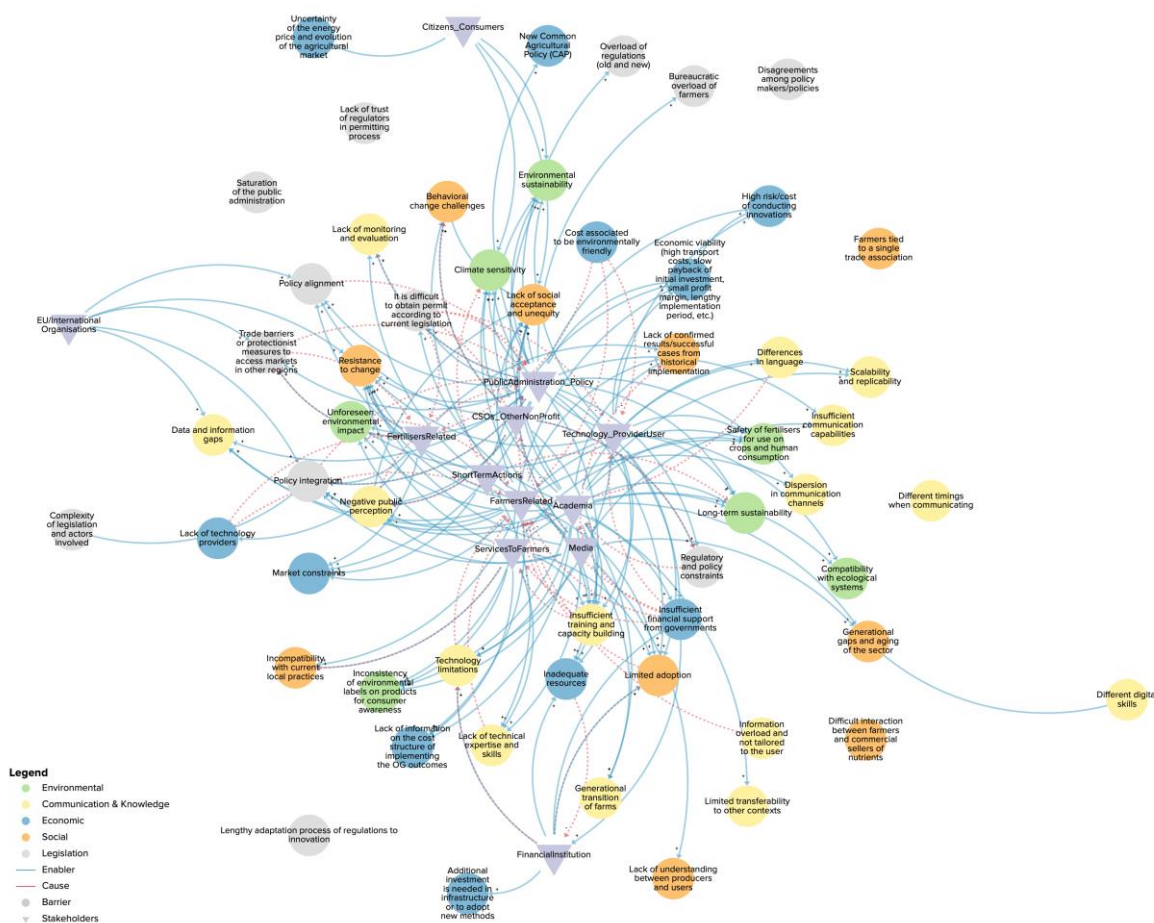 Uncertainty
of the energy
price and evolution
of the agricultural
market
Citizens_Consumers
New Common
Agricultural
Policy (CAP)
Overload of
regulations
(old and new)
Bureaucratic
overload of
farmers
Disagreements
among policy
makers/policies
Lack of trust
of regulators
in permitting
process
Saturation
of the public
administration
Behavioral
change challenges
Environmental
sustainability
High risk/cost
of conducting
innovations
Lack of monitoring
and evaluation
Cost associated
to be environmentally
friendly
Economic viability
(high transport
costs, slow
payback of
initial investment,
small profit
margin, lengthy
implementation
period, etc.)
Farmers tied
to a single
trade association
Climate sensitivity
Policy alignment
It is difficult
to obtain permit
according to
current legislation
Lack of social
acceptance
and unequity
EU/International
Organisations
Trade barriers
or protectionist
measures to
access markets
in other regions
Resistance
to change
Lack of confirmed
results/successful
cases from
historical
implementation
Differences
in language
Scalability
and replicability
PublicAdministration_Policy
CSOs_OtherNonProfit
Technology_ProviderUser
Insufficient
communication
capabilities
Unforeseen
environmental
impact
FertilisersRelated
Data and information
gaps
Safety of fertilisers
for use on
crops and human
consumption
Policy integration
ShortTermActions
Negative public
perception
FarmersRelated
Academia
Dispersion
in communication
channels
Long-term sustainability
Different timings
when communicating
Complexity
of legislation
and actors
involved
Lack of technology
providers
ServicesToFarmers
Media
Market constraints
Regulatory
and policy
constraints
Compatibility
with ecological
systems
Insufficient
training and
capacity building
Insufficient
financial support
from governments
Generational
gaps and aging
of the sector
Incompatibility
with current
local practices
Technology
limitations
Inadequate
resources
Limited adoption
Inconsistency
of environmental
labels on products
for consumer
awareness
Different digital
skills
Lack of information
on the cost
structure of
implementing
the OG outcomes
Lack of technical
expertise and
skills
Information
overload and
not tailored
to the user
Difficult interaction
between farmers
and commercial
sellers of
nutrients
Generational
transition
of farms
Limited transferability
to other contexts
Lengthy adaptation process of regulations to
innovation
FinancialInstitution
Additional
investment
is needed in
infrastructure
or to adopt
new methods
Lack of understanding
between producers
and users
Legend
Environmental
Communication & Knowledge
Economic
Social
Legislation
Enabler
Cause
Barrier
Stakeholders